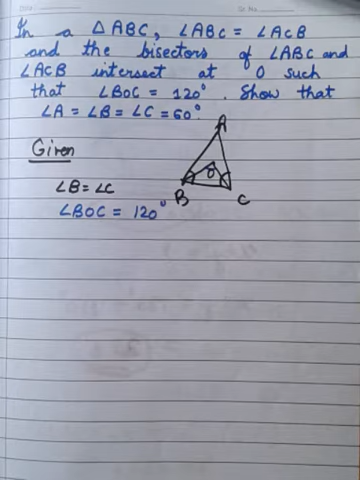 In a △ABC, ∠ABC = ∠ACB
and the bisectors of ∠ABC and
∠ACB intersect at O such
that ∠BOC = 120°. Show that
∠A = ∠B = ∠C = 60°.
Given
∠B = ∠C
∠BOC = 120°
A
O
B
C